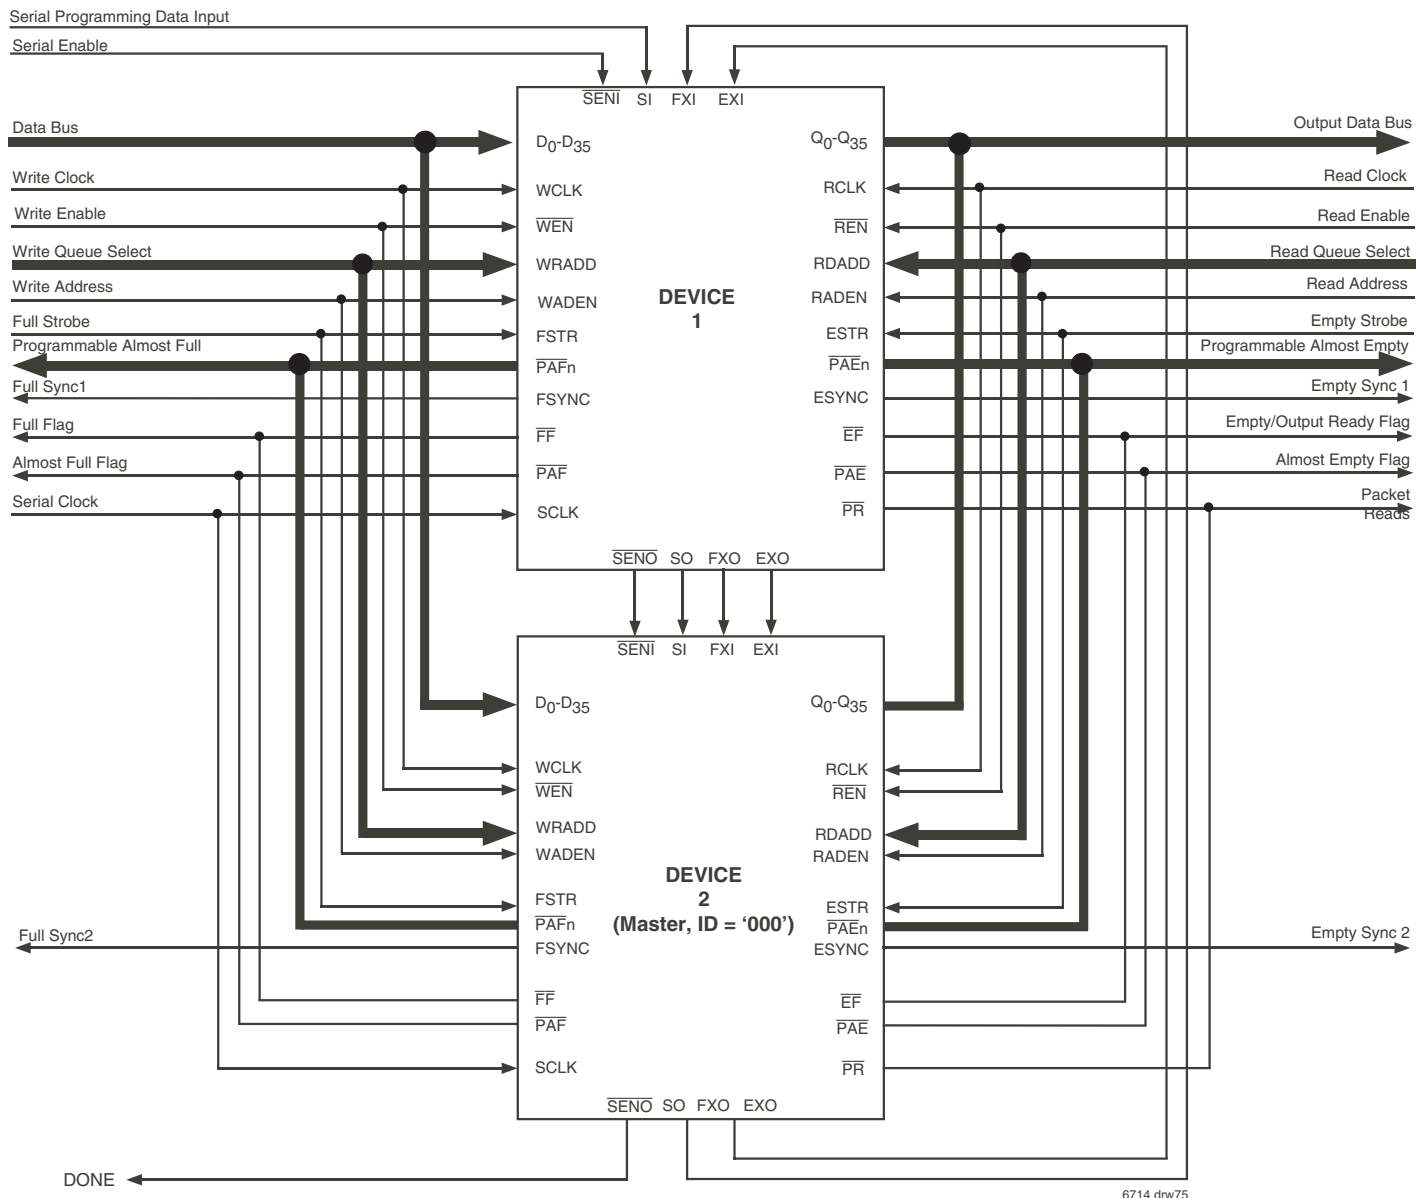 Serial Programming Data Input
Serial Enable
SENI SI FXI EXI
Data Bus
D0-D35
Q0-Q35
Output Data Bus
Write Clock
WCLK
RCLK
Read Clock
Write Enable
WEN
REN
Read Enable
Write Queue Select
WRADD
RDADD
Read Queue Select
Write Address
WADEN
DEVICE
1
RADEN
Read Address
Full Strobe
FSTR
ESTR
Empty Strobe
Programmable Almost Full
PAFn
PAEn
Programmable Almost Empty
Full Sync1
FSYNC
ESYNC
Empty Sync 1
Full Flag
FF
EF
Empty/Output Ready Flag
Almost Full Flag
PAF
PAE
Almost Empty Flag
Serial Clock
SCLK
PR
Packet
Reads
SENO SO FXO EXO
SENI SI FXI EXI
D0-D35
Q0-Q35
WCLK
RCLK
WEN
REN
WRADD
RDADD
WADEN
RADEN
DEVICE
2
(Master, ID = ‘000’)
FSTR
ESTR
PAFn
PAEn
Full Sync2
FSYNC
ESYNC
Empty Sync 2
FF
EF
PAF
PAE
SCLK
PR
SENO SO FXO EXO
DONE
6714 drw75